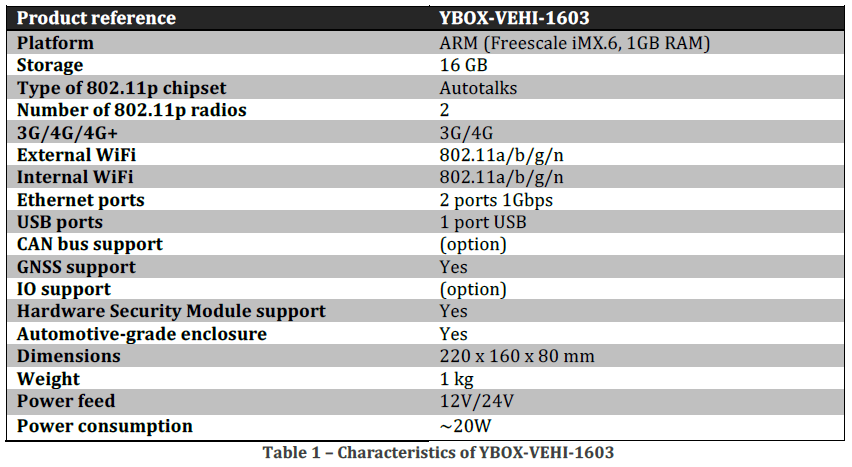 Product reference YBOX-VEHI-1603
Platform ARM (Freescale iMX.6, 1GB RAM)
Storage 16 GB
Type of 802.11p chipset Autotalks
Number of 802.11p radios 2
3G/4G/4G+ 3G/4G
External WiFi 802.11a/b/g/n
Internal WiFi 802.11a/b/g/n
Ethernet ports 2 ports 1Gbps
USB ports 1 port USB
CAN bus support (option)
GNSS support Yes
IO support (option)
Hardware Security Module support Yes
Automotive-grade enclosure Yes
Dimensions 220 x 160 x 80 mm
Weight 1 kg
Power feed 12V/24V
Power consumption ~20W
Table 1 – Characteristics of YBOX-VEHI-1603